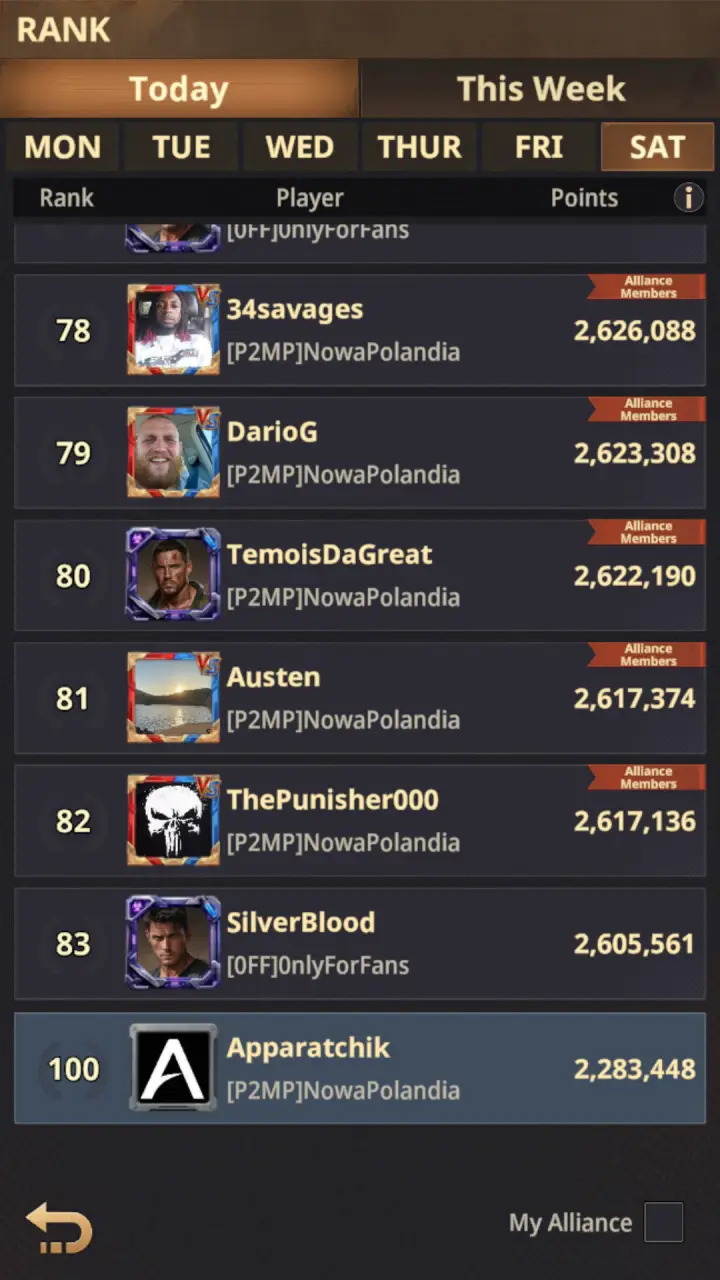 RANK
Today
This Week
MON
TUE
WED
THUR
FRI
SAT
Rank
Player
Points
[0FF]0nlyForFans
Alliance
Members
78
34savages
2,626,088
[P2MP]NowaPolandia
Alliance
Members
79
DarioG
2,623,308
[P2MP]NowaPolandia
Alliance
Members
80
TemoisDaGreat
2,622,190
[P2MP]NowaPolandia
Alliance
Members
81
Austen
2,617,374
[P2MP]NowaPolandia
Alliance
Members
82
ThePunisher000
2,617,136
[P2MP]NowaPolandia
83
SilverBlood
2,605,561
[0FF]0nlyForFans
100
Apparatchik
2,283,448
[P2MP]NowaPolandia
My Alliance